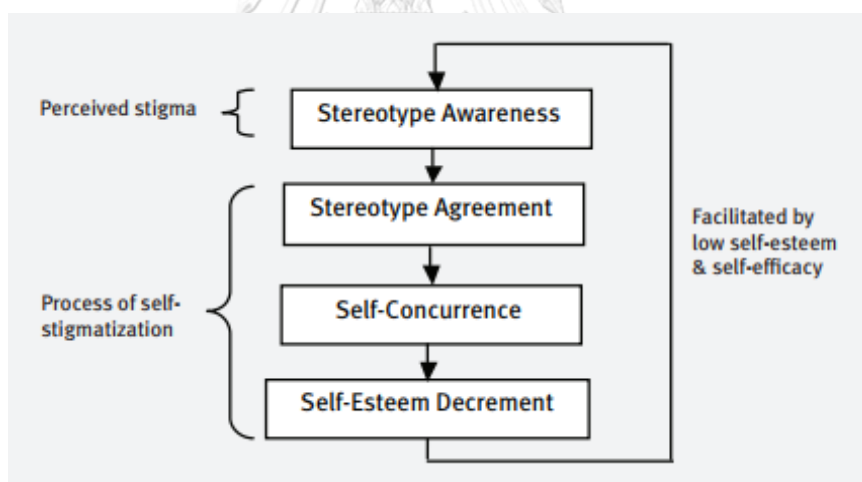 Perceived stigma
Stereotype Awareness
Stereotype Agreement
Facilitated by
low self-esteem
& self-efficacy
Process of self-
stigmatization
Self-Concurrence
Self-Esteem Decrement